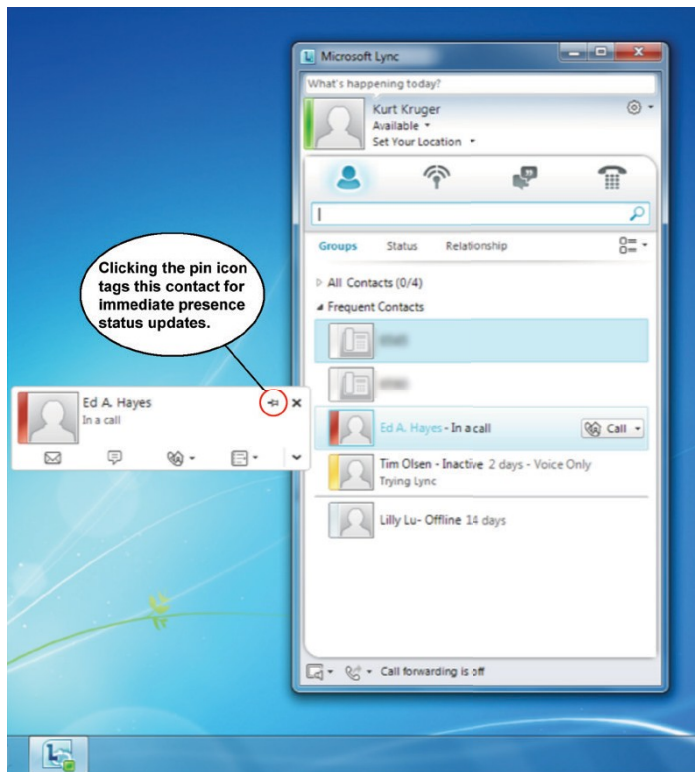 Microsoft Lync
What's happening today?
Kurt Kruger
Available
Set Your Location
Groups Status Relationship
All Contacts (0/4)
Frequent Contacts
Clicking the pin icon
tags this contact for
immediate presence
status updates.
Ed A. Hayes
In a call
Ed A. Hayes - In a call Call
Tim Olsen - Inactive 2 days - Voice Only
Trying Lync
Lilly Lu- Offline 14 days
Call forwarding is off